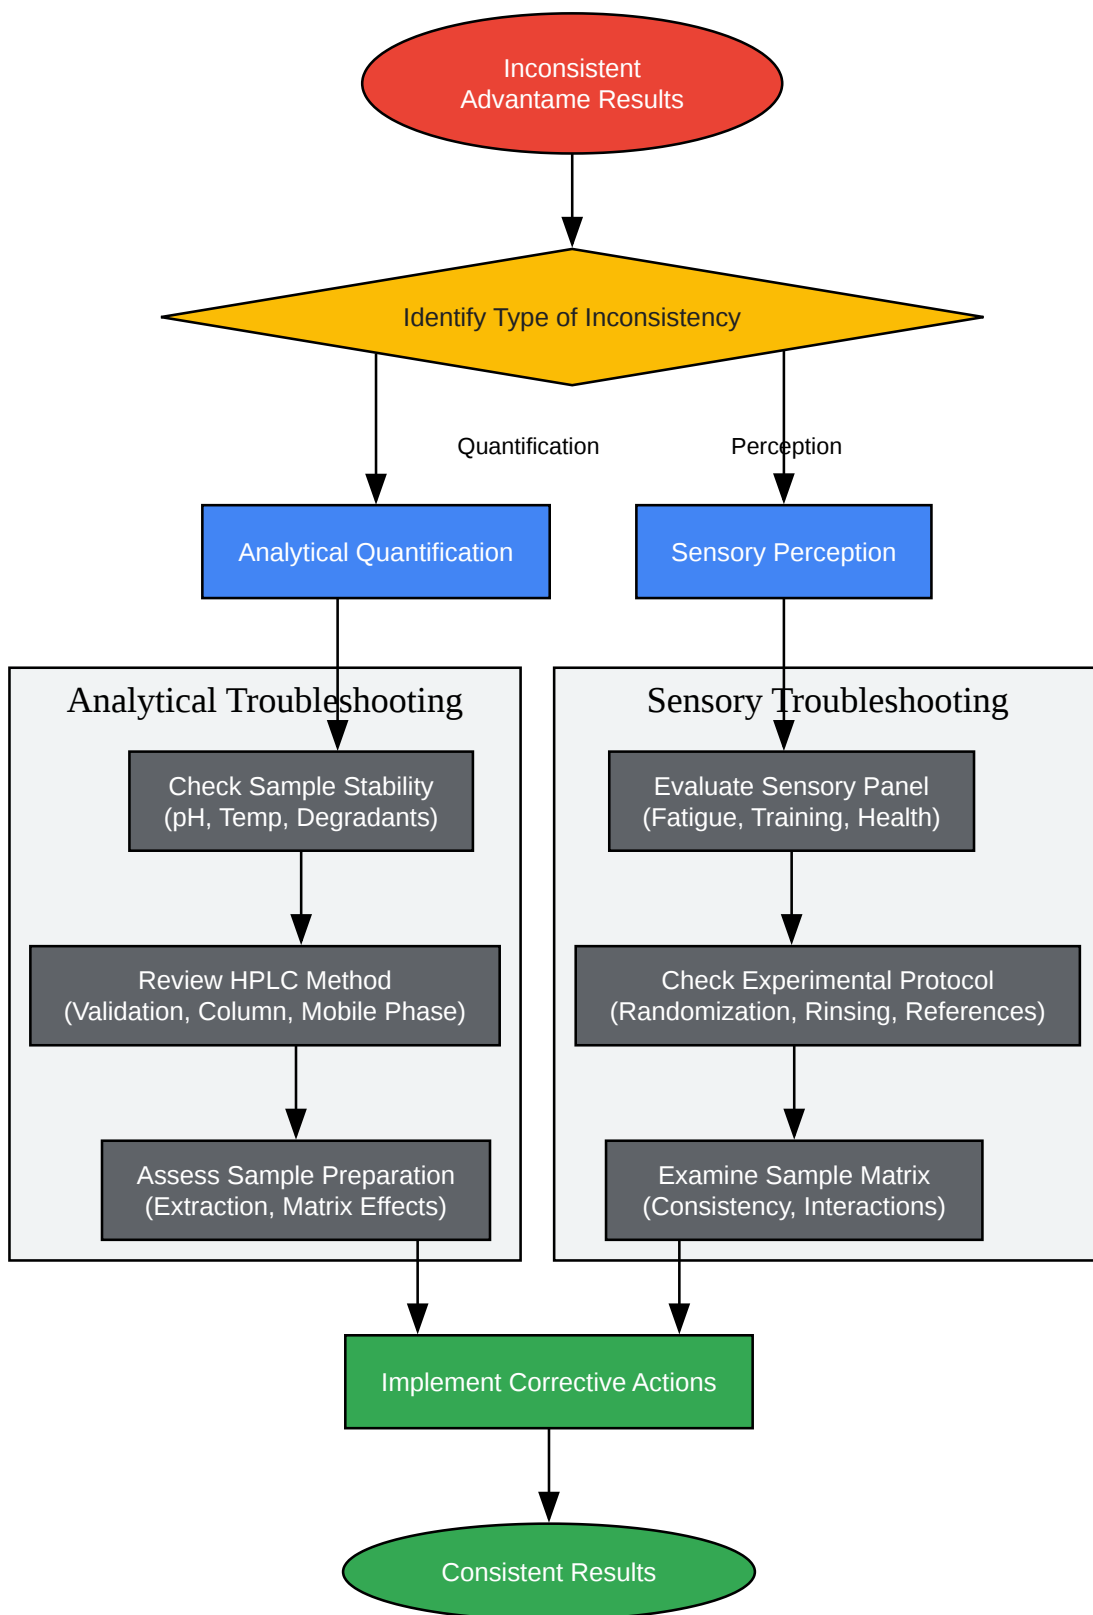 Inconsistent
Advantame Results
Identify Type of Inconsistency
Quantification
Perception
Analytical Quantification
Sensory Perception
Analytical Troubleshooting
Check Sample Stability
(pH, Temp, Degradants)
Review HPLC Method
(Validation, Column, Mobile Phase)
Assess Sample Preparation
(Extraction, Matrix Effects)
Sensory Troubleshooting
Evaluate Sensory Panel
(Fatigue, Training, Health)
Check Experimental Protocol
(Randomization, Rinsing, References)
Examine Sample Matrix
(Consistency, Interactions)
Implement Corrective Actions
Consistent Results